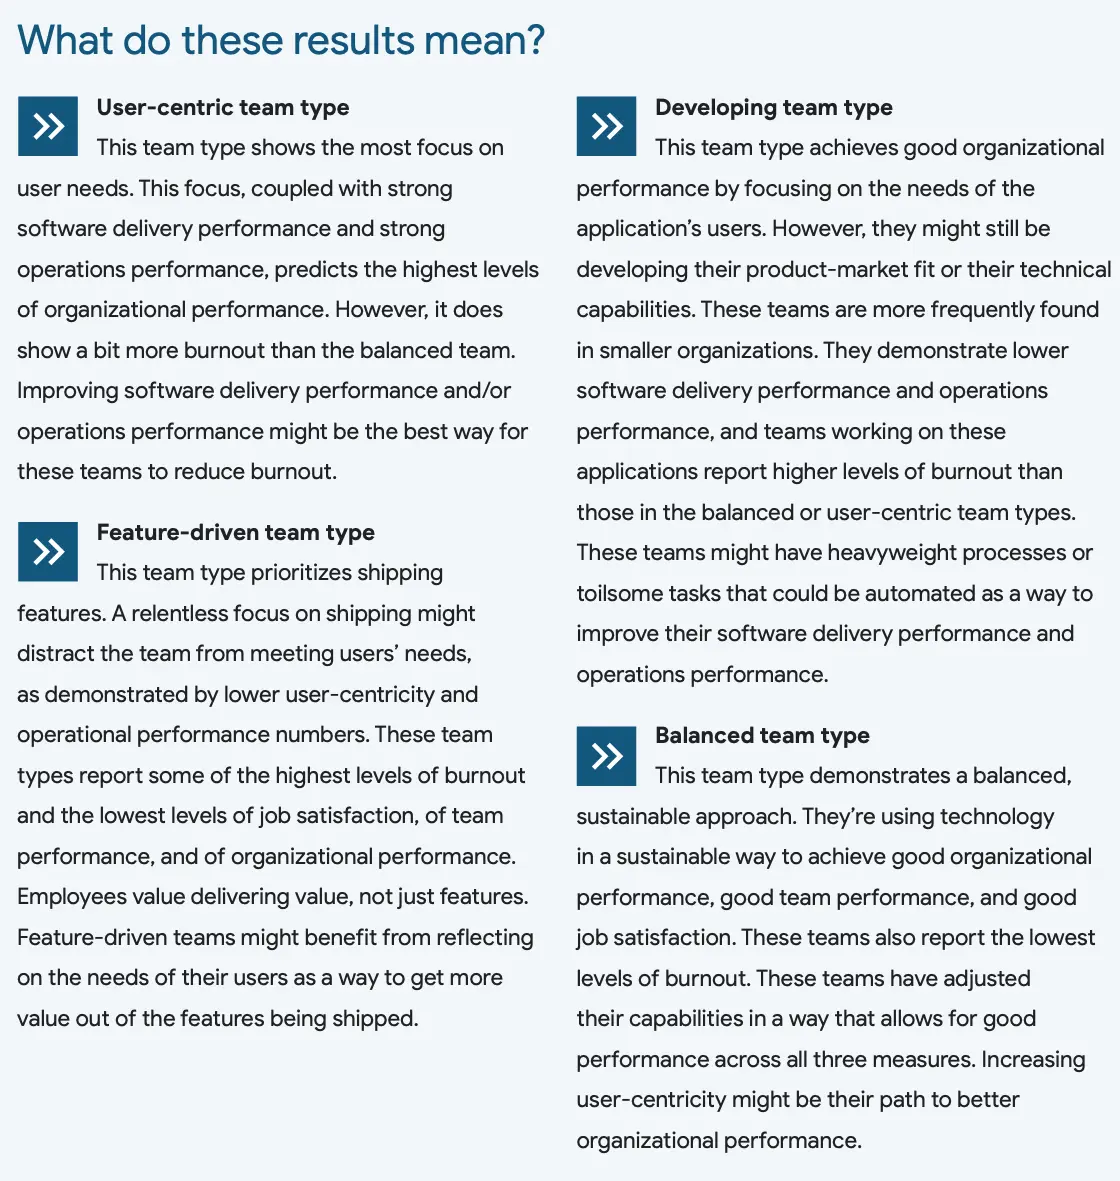 What do these results mean?
User-centric team type
This team type shows the most focus on
user needs. This focus, coupled with strong
software delivery performance and strong
operations performance, predicts the highest levels
of organizational performance. However, it does
show a bit more burnout than the balanced team.
Improving software delivery performance and/or
operations performance might be the best way for
these teams to reduce burnout.
Feature-driven team type
This team type prioritizes shipping
features. A relentless focus on shipping might
distract the team from meeting users’ needs,
as demonstrated by lower user-centricity and
operational performance numbers. These team
types report some of the highest levels of burnout
and the lowest levels of job satisfaction, of team
performance, and of organizational performance.
Employees value delivering value, not just features.
Feature-driven teams might benefit from reflecting
on the needs of their users as a way to get more
value out of the features being shipped.
Developing team type
This team type achieves good organizational
performance by focusing on the needs of the
application’s users. However, they might still be
developing their product-market fit or their technical
capabilities. These teams are more frequently found
in smaller organizations. They demonstrate lower
software delivery performance and operations
performance, and teams working on these
applications report higher levels of burnout than
those in the balanced or user-centric team types.
These teams might have heavyweight processes or
toilsome tasks that could be automated as a way to
improve their software delivery performance and
operations performance.
Balanced team type
This team type demonstrates a balanced,
sustainable approach. They’re using technology
in a sustainable way to achieve good organizational
performance, good team performance, and good
job satisfaction. These teams also report the lowest
levels of burnout. These teams have adjusted
their capabilities in a way that allows for good
performance across all three measures. Increasing
user-centricity might be their path to better
organizational performance.